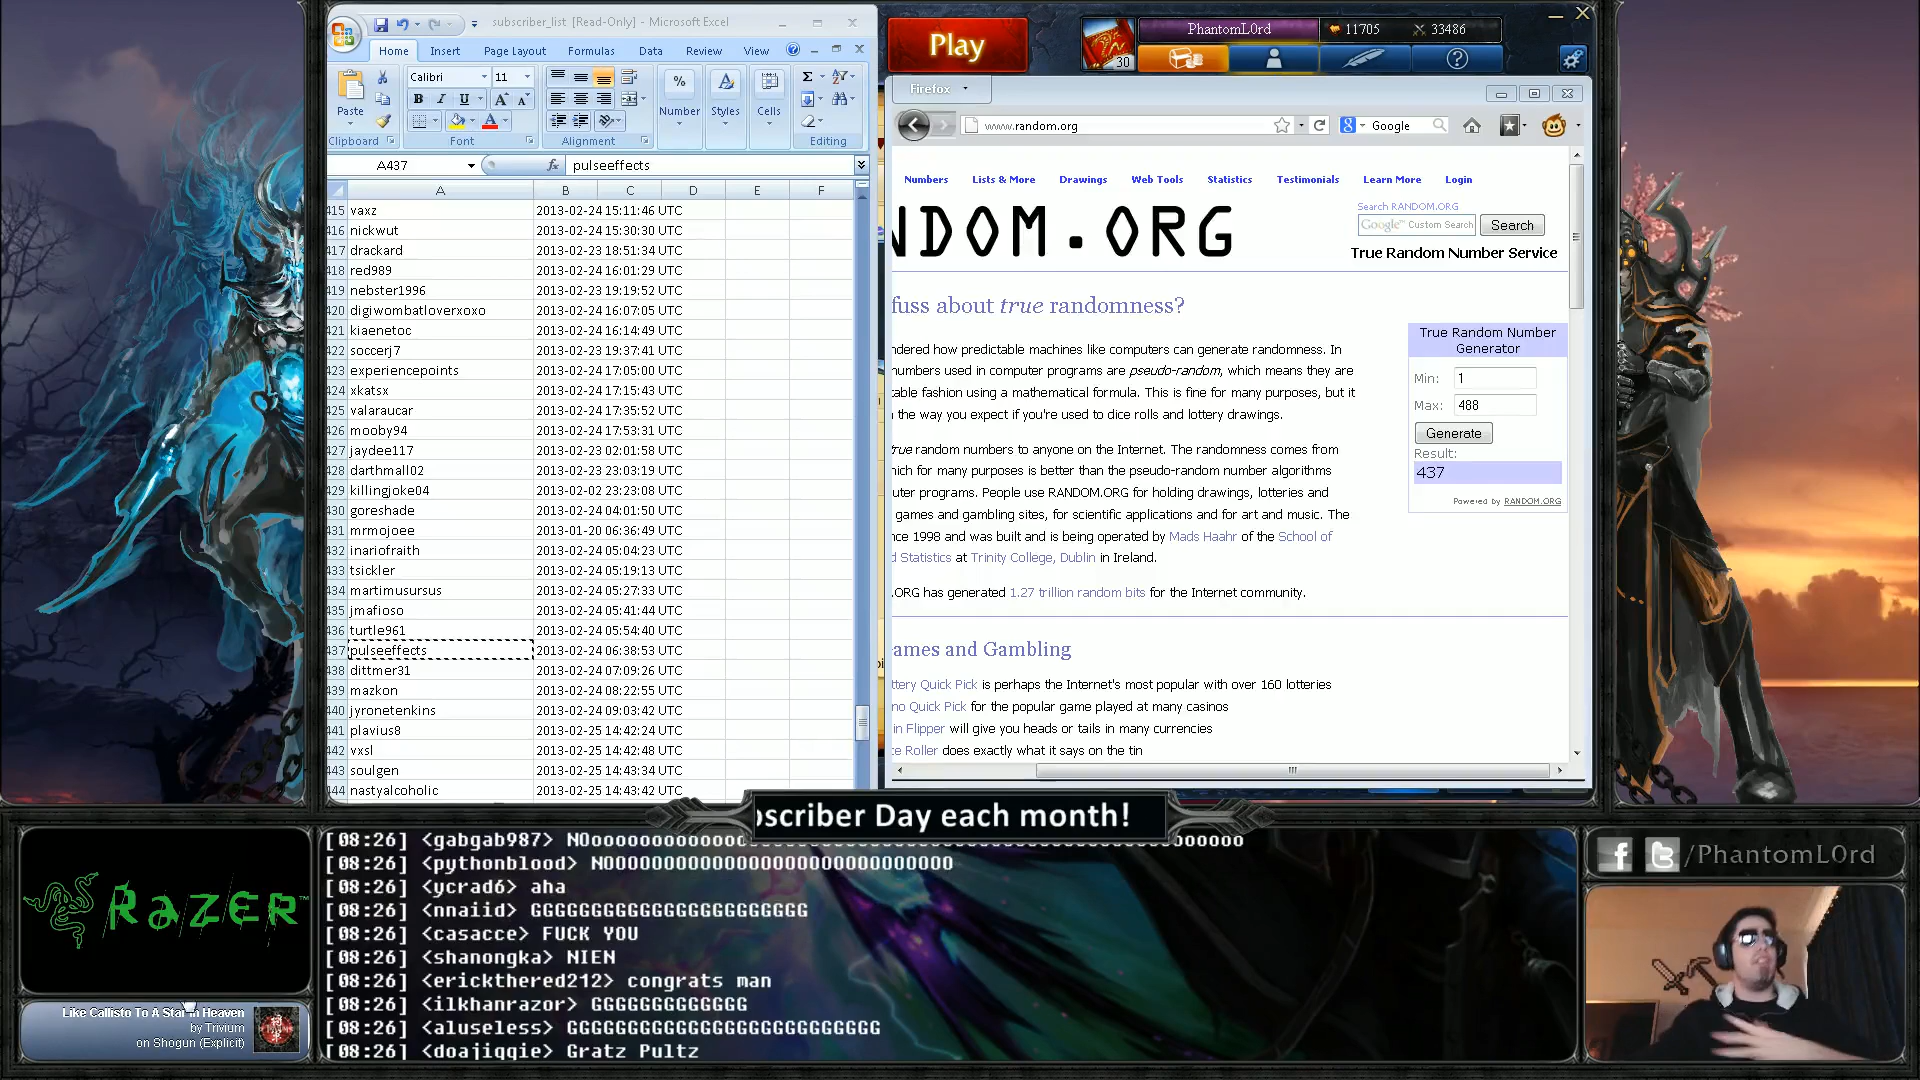 subscriber_list [Read-Only] - Microsoft Excel
Home Insert Page Layout Formulas Data Review View
Calibri 11
Paste
B I U
Number Styles Cells
Clipboard Font Alignment Editing
A437 fx pulseeffects
A B C D E F
415 vaxz 2013-02-24 15:11:46 UTC
416 nickwut 2013-02-24 15:30:30 UTC
417 drackard 2013-02-23 18:51:34 UTC
418 red989 2013-02-24 16:01:29 UTC
419 nebster1996 2013-02-23 19:19:52 UTC
420 digiwombatloverxoxo 2013-02-24 16:07:05 UTC
421 kiaenetoc 2013-02-24 16:14:49 UTC
422 soccerj7 2013-02-23 19:37:41 UTC
423 experiencepoints 2013-02-24 17:05:00 UTC
424 xkatsx 2013-02-24 17:15:43 UTC
425 valaraucar 2013-02-24 17:35:52 UTC
426 mooby94 2013-02-24 17:53:31 UTC
427 jaydee117 2013-02-23 02:01:58 UTC
428 darthmall02 2013-02-23 23:03:19 UTC
429 killingjoke04 2013-02-02 23:23:08 UTC
430 goreshade 2013-02-24 04:01:50 UTC
431 mrmojoee 2013-01-20 06:36:49 UTC
432 inariofraith 2013-02-24 05:04:23 UTC
433 tsickler 2013-02-24 05:19:13 UTC
434 martimusursus 2013-02-24 05:27:33 UTC
435 jmafioso 2013-02-24 05:41:44 UTC
436 turtle961 2013-02-24 05:54:40 UTC
437 pulseeffects 2013-02-24 06:38:53 UTC
438 dittmer31 2013-02-24 07:09:26 UTC
439 mazkon 2013-02-24 08:22:55 UTC
440 jyronetenkins 2013-02-24 09:03:42 UTC
441 plavius8 2013-02-25 14:42:24 UTC
442 vxsl 2013-02-25 14:42:48 UTC
443 soulgen 2013-02-25 14:43:34 UTC
444 nastyalcoholic 2013-02-25 14:43:42 UTC
Play
30
PhantomL0rd 11705 33486
Firefox
www.random.org
Google
Numbers Lists & More Drawings Web Tools Statistics Testimonials Learn More Login
Search RANDOM.ORG
Google™ Custom Search Search
NDOM.ORG
True Random Number Service
fuss about true randomness?
ndered how predictable machines like computers can generate randomness. In
numbers used in computer programs are pseudo-random, which means they are
table fashion using a mathematical formula. This is fine for many purposes, but it
the way you expect if you're used to dice rolls and lottery drawings.
true random numbers to anyone on the Internet. The randomness comes from
hich for many purposes is better than the pseudo-random number algorithms
uter programs. People use RANDOM.ORG for holding drawings, lotteries and
games and gambling sites, for scientific applications and for art and music. The
nce 1998 and was built and is being operated by Mads Haahr of the School of
d Statistics at Trinity College, Dublin in Ireland.
.ORG has generated 1.27 trillion random bits for the Internet community.
ames and Gambling
ttery Quick Pick is perhaps the Internet's most popular with over 160 lotteries
no Quick Pick for the popular game played at many casinos
in Flipper will give you heads or tails in many currencies
ce Roller does exactly what it says on the tin
True Random Number
Generator
Min: 1
Max: 488
Generate
Result:
437
Powered by RANDOM.ORG
bscriber Day each month!
[08:26] <gabgab987> NOoooooooooooooooooooooooooooooooooooooooooooooooooooooo
[08:26] <pythonblood> NOOOOOOOOOOOOOOOOOOOOOOOOOOOOO
[08:26] <ycrad6> aha
[08:26] <nnaiid> GGGGGGGGGGGGGGGGGGGGGGG
[08:26] <casacce> FUCK YOU
[08:26] <shanongka> NIEN
[08:26] <erickthered212> congrats man
[08:26] <ilkhanrazor> GGGGGGGGGGGGG
[08:26] <aluseless> GGGGGGGGGGGGGGGGGGGGGGGGGG
[08:26] <doajiqqie> Gratz Pultz
RAZER™
Like Callisto To A Star In Heaven
by Trivium
on Shogun (Explicit)
/PhantomL0rd